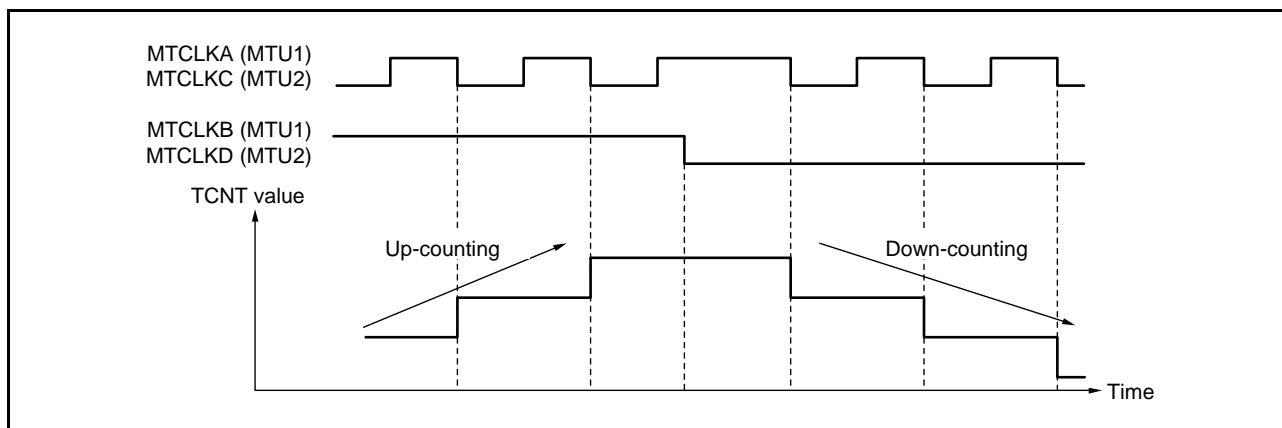 MTCLKA (MTU1)
MTCLKC (MTU2)
MTCLKB (MTU1)
MTCLKD (MTU2)
TCNT value
Up-counting
Down-counting
Time